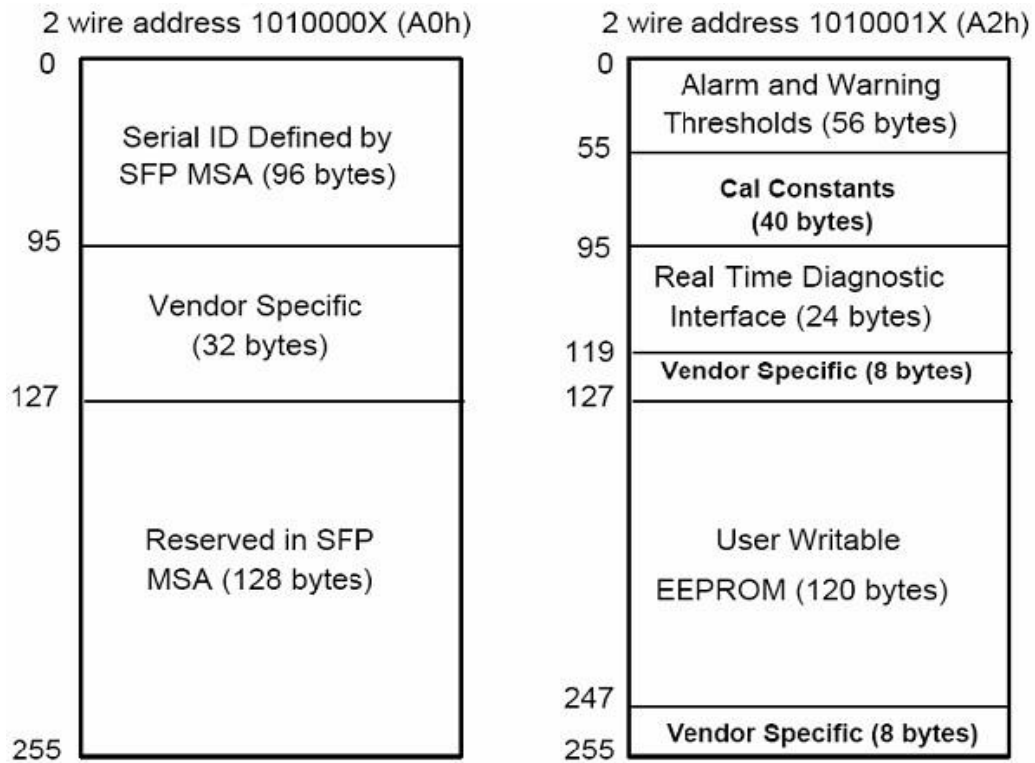 2 wire address 1010000X (A0h)
0
Serial ID Defined by
SFP MSA (96 bytes)
95
Vendor Specific
(32 bytes)
127
Reserved in SFP
MSA (128 bytes)
255
2 wire address 1010001X (A2h)
0
Alarm and Warning
Thresholds (56 bytes)
55
Cal Constants
(40 bytes)
95
Real Time Diagnostic
Interface (24 bytes)
119
Vendor Specific (8 bytes)
127
User Writable
EEPROM (120 bytes)
247
Vendor Specific (8 bytes)
255